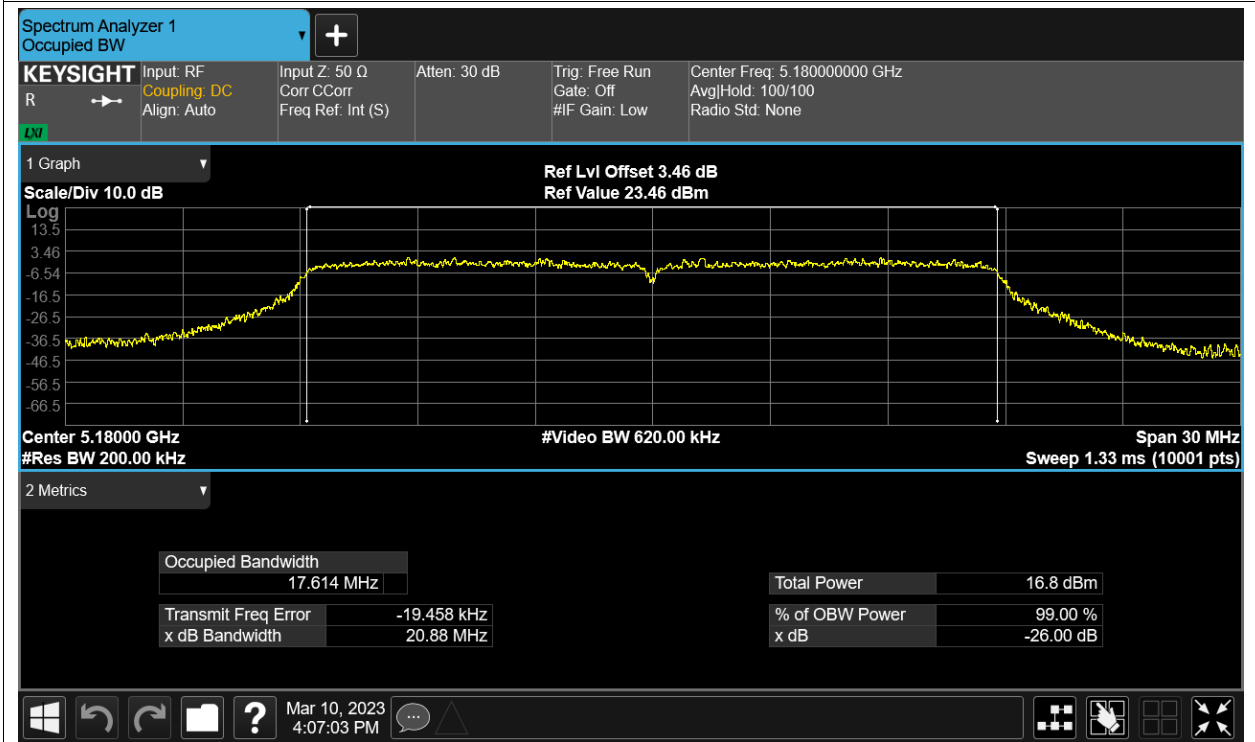 Spectrum Analyzer 1
Occupied BW
KEYSIGHT
R
LXI
Input: RF
Coupling: DC
Align: Auto
Input Z: 50 Ω
Corr CCorr
Freq Ref: Int (S)
Atten: 30 dB
Trig: Free Run
Gate: Off
#IF Gain: Low
Center Freq: 5.180000000 GHz
Avg|Hold: 100/100
Radio Std: None
1 Graph
Scale/Div 10.0 dB
Ref Lvl Offset 3.46 dB
Ref Value 23.46 dBm
Log
13.5
3.46
-6.54
-16.5
-26.5
-36.5
-46.5
-56.5
-66.5
Center 5.18000 GHz
#Video BW 620.00 kHz
Span 30 MHz
#Res BW 200.00 kHz
Sweep 1.33 ms (10001 pts)
2 Metrics
Occupied Bandwidth
17.614 MHz
Total Power 16.8 dBm
Transmit Freq Error -19.458 kHz
% of OBW Power 99.00 %
x dB Bandwidth 20.88 MHz
x dB -26.00 dB
?
Mar 10, 2023
4:07:03 PM